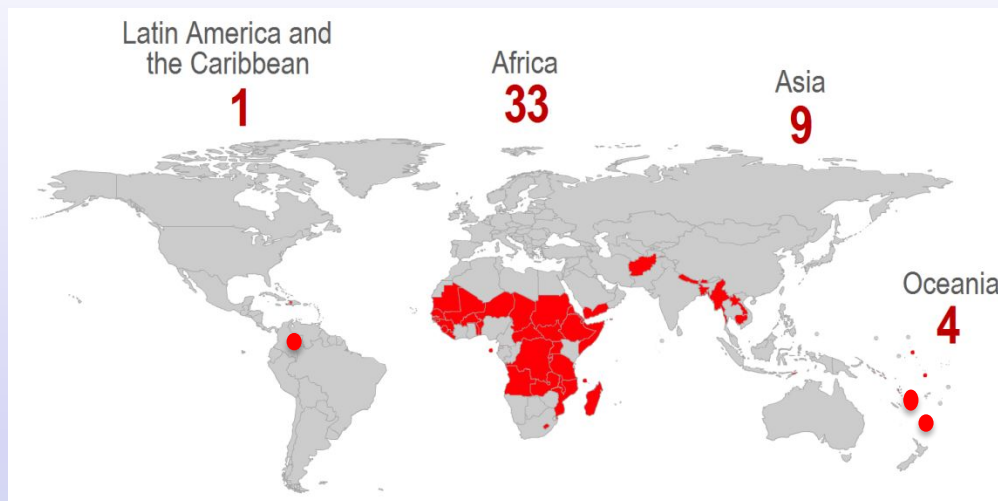 Latin America and
the Caribbean
1
Africa
33
Asia
9
Oceania
4